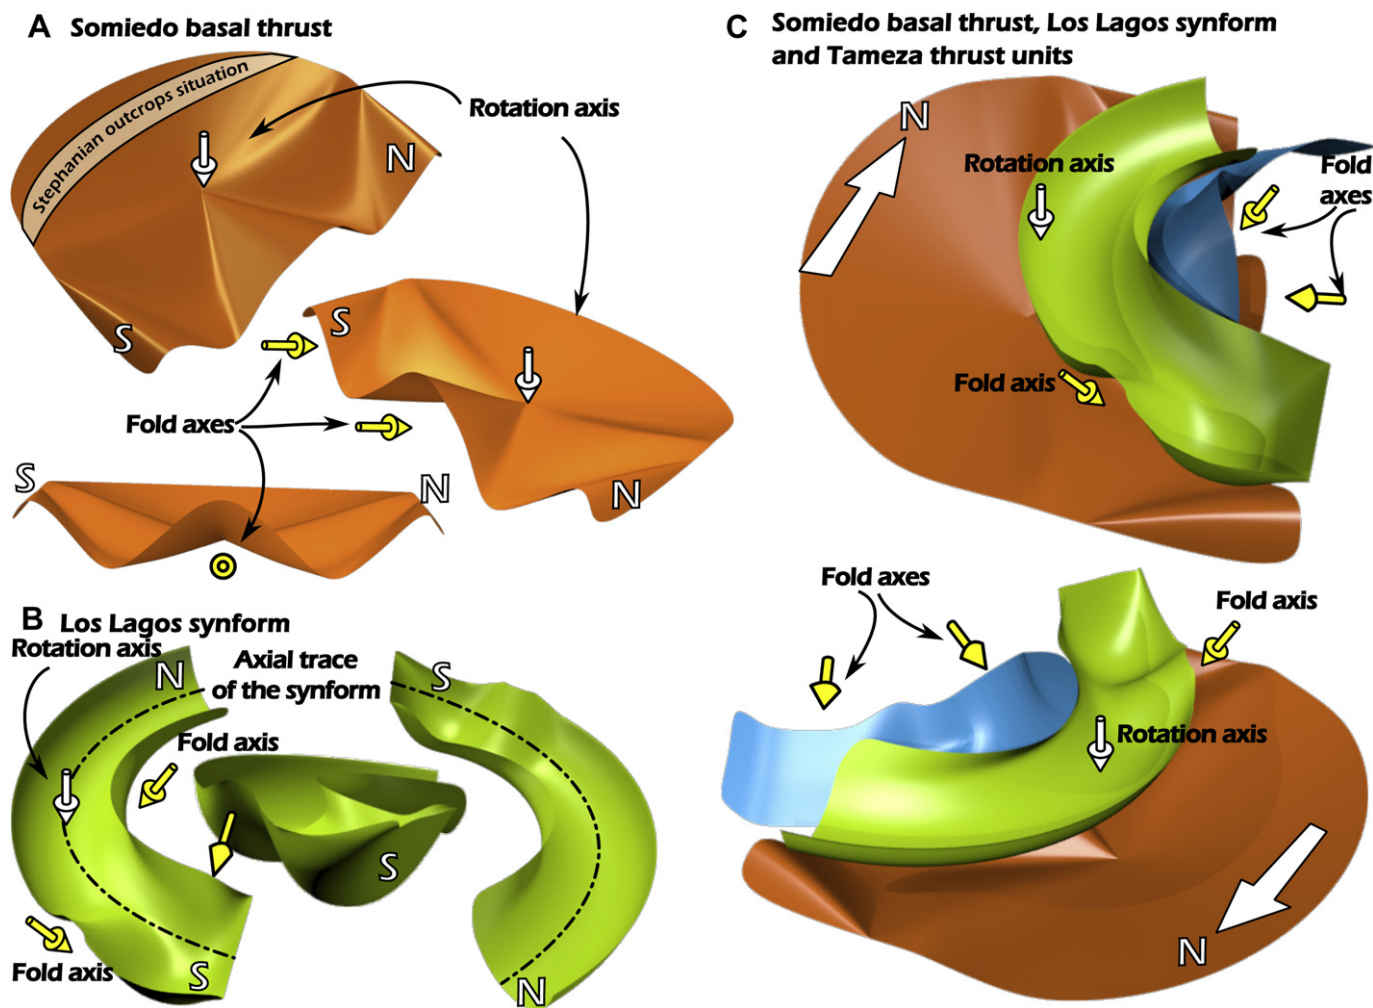 A Somiedo basal thrust
Stephanian outcrops situation
Rotation axis
N
S
S
Fold axes
N
S
N
B Los Lagos synform
Rotation axis
N
Axial trace
of the synform
S
Fold axis
S
Fold axis
S
N
C Somiedo basal thrust, Los Lagos synform
and Tameza thrust units
N
Rotation axis
Fold
axes
Fold axis
Fold axes
Fold axis
Rotation axis
N